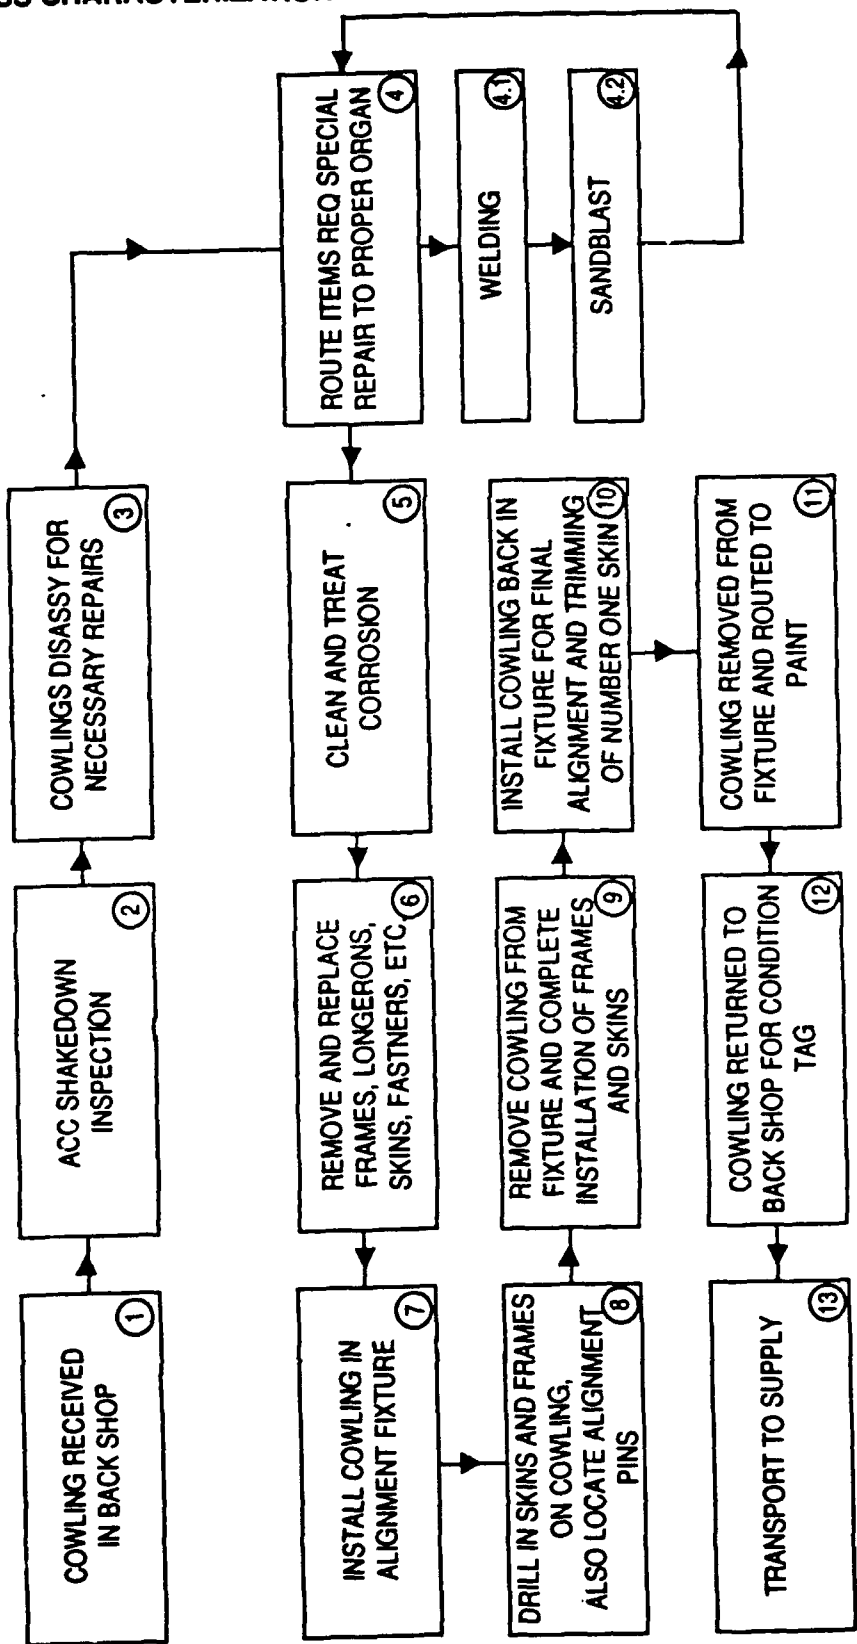 COWLING RECEIVED
IN BACK SHOP
1
ACC SHAKEDOWN
INSPECTION
2
COWLINGS DISASSY FOR
NECESSARY REPAIRS
3
ROUTE ITEMS REQ SPECIAL
REPAIR TO PROPER ORGAN
4
WELDING
4.1
SANDBLAST
4.2
CLEAN AND TREAT
CORROSION
5
REMOVE AND REPLACE
FRAMES, LONGERONS,
SKINS, FASTNERS, ETC.
6
INSTALL COWLING IN
ALIGNMENT FIXTURE
7
DRILL IN SKINS AND FRAMES
ON COWLING,
ALSO LOCATE ALIGNMENT
PINS
8
REMOVE COWLING FROM
FIXTURE AND COMPLETE
INSTALLATION OF FRAMES
AND SKINS
9
INSTALL COWLING BACK IN
FIXTURE FOR FINAL
ALIGNMENT AND TRIMMING
OF NUMBER ONE SKIN
10
COWLING REMOVED FROM
FIXTURE AND ROUTED TO
PAINT
11
COWLING RETURNED TO
BACK SHOP FOR CONDITION
TAG
12
TRANSPORT TO SUPPLY
13